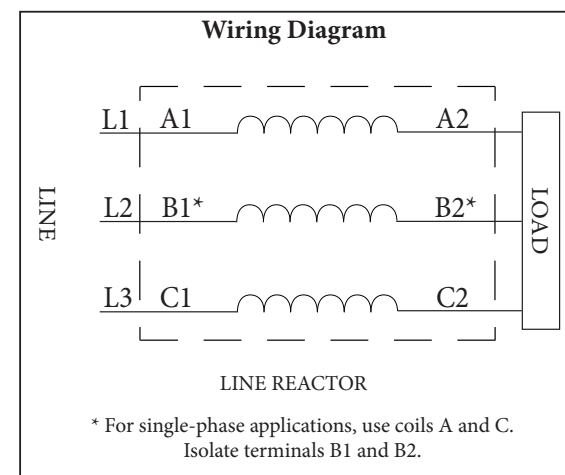 Wiring Diagram
L1 A1 A2
LINE
L2 B1* B2*
LOAD
L3 C1 C2
LINE REACTOR
* For single-phase applications, use coils A and C.
Isolate terminals B1 and B2.